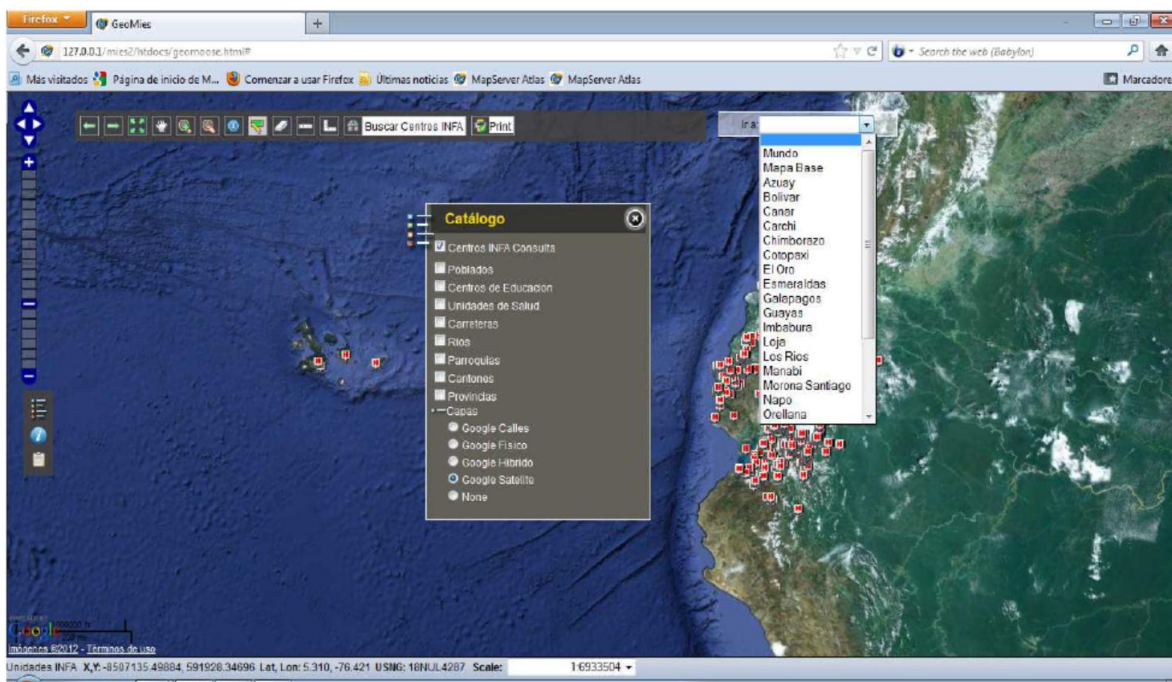 Firefox
GeoMies
127.0.0.1/mies2/htdocs/geomoose.html#
Search the web (Babylon)
Más visitados Página de inicio de M... Comenzar a usar Firefox Últimas noticias MapServer Atlas MapServer Atlas
Marcadores
Buscar Centros INFA Print
Ir a:
Mundo
Mapa Base
Azuay
Bolivar
Canar
Carchi
Chimborazo
Cotopaxi
El Oro
Esmeraldas
Galapagos
Guayas
Imbabura
Loja
Los Rios
Manabi
Morona Santiago
Napo
Orellana
Catálogo
Centros INFA Consulta
Poblados
Centros de Educacion
Unidades de Salud
Carreteras
Rios
Parroquias
Cantones
Provincias
Capas
Google Calles
Google Fisico
Google Hibrido
Google Satelite
None
Google
Imágenes ©2012 - Términos de uso
Unidades INFA X,Y: -8507135.49884, 591928.34696 Lat, Lon: 5.310, -76.421 USNG: 18NUL4287 Scale: 1:6933504